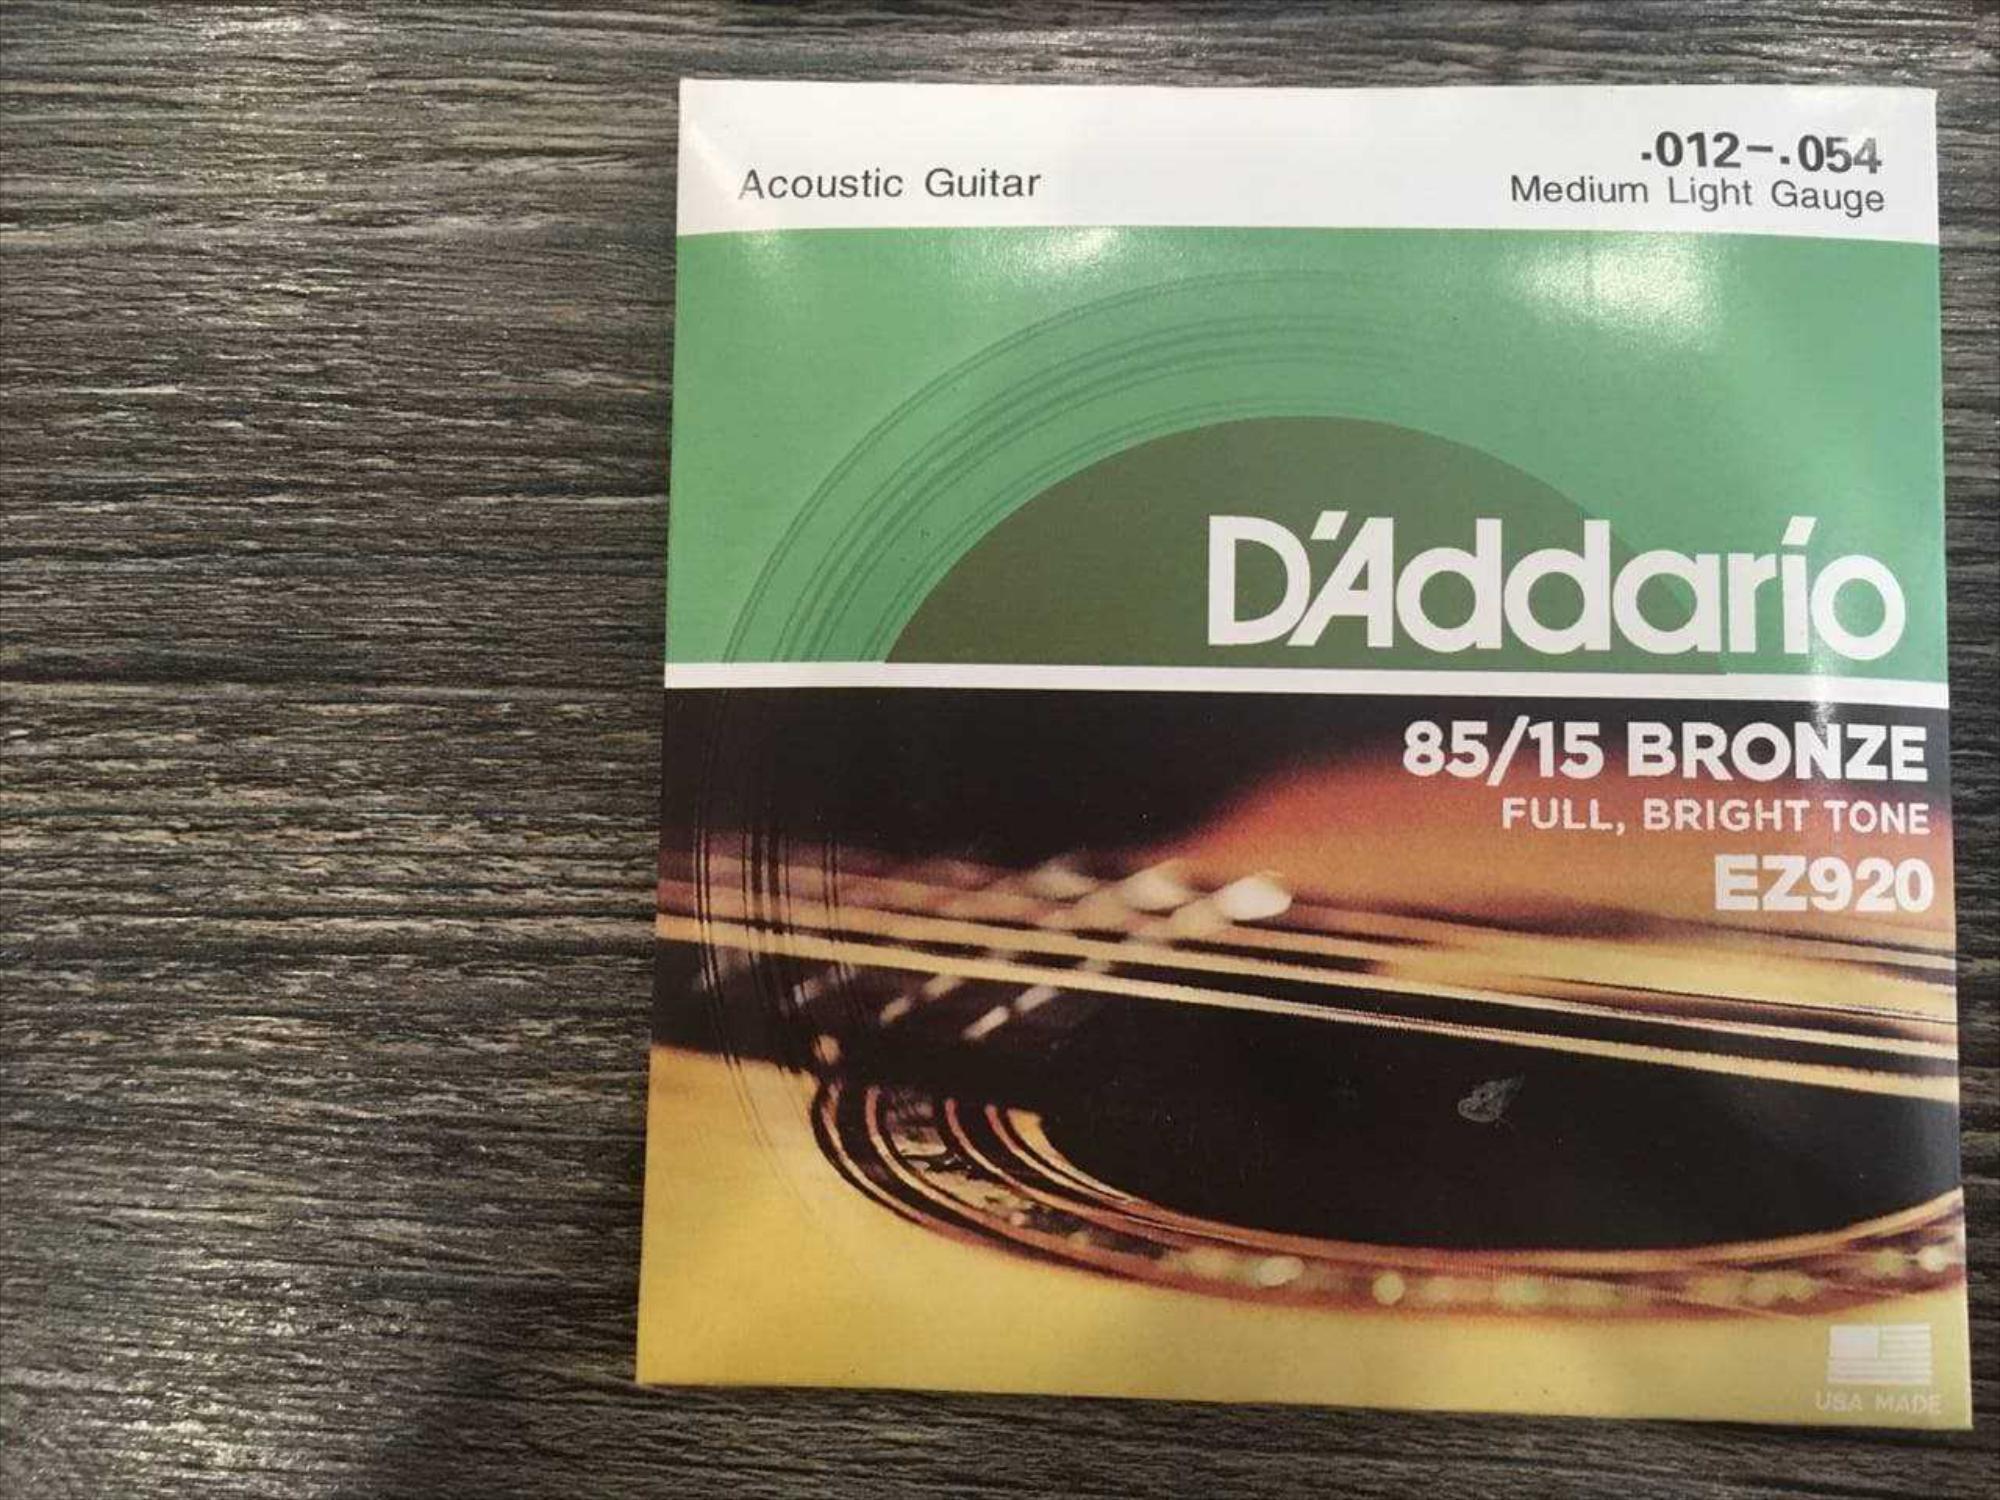 Acoustic Guitar
.012-.054
Medium Light Gauge
D'Addario
85/15 BRONZE
FULL, BRIGHT TONE
EZ920
USA MADE